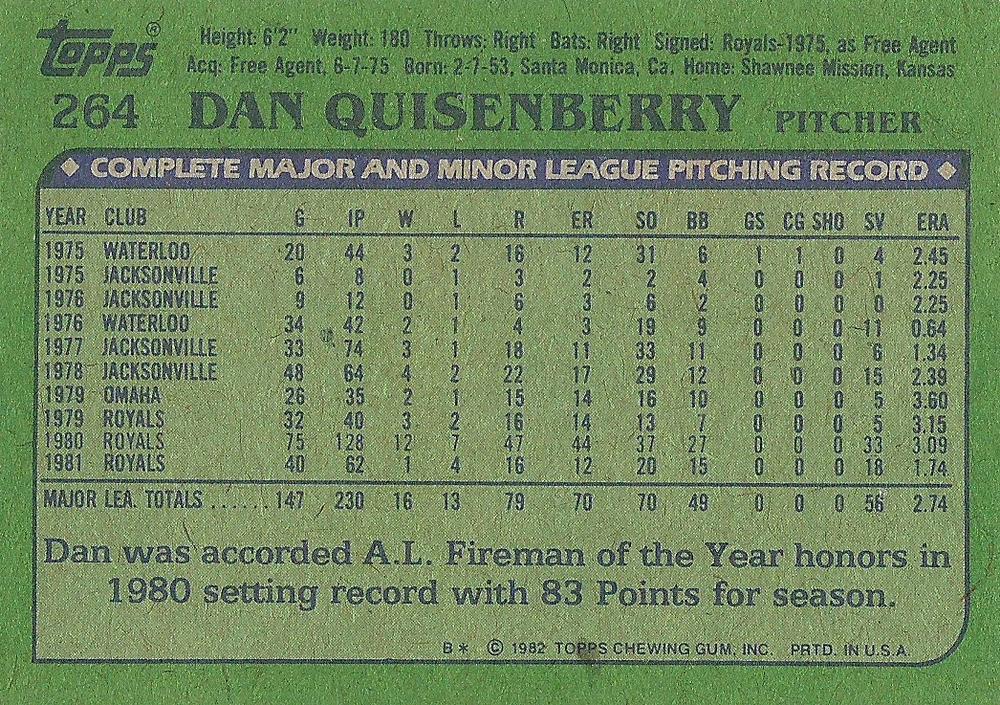 topps®
Height: 6'2" Weight: 180 Throws: Right Bats: Right Signed: Royals-1975, as Free Agent
Acq: Free Agent, 6-7-75 Born: 2-7-53, Santa Monica, Ca. Home: Shawnee Mission, Kansas
264 DAN QUISENBERRY PITCHER
◆ COMPLETE MAJOR AND MINOR LEAGUE PITCHING RECORD ◆
YEAR CLUB G IP W L R ER SO BB GS CG SHO SV ERA
1975 WATERLOO 20 44 3 2 16 12 31 6 1 1 0 4 2.45
1975 JACKSONVILLE 6 8 0 1 3 2 2 4 0 0 0 1 2.25
1976 JACKSONVILLE 9 12 0 1 6 3 6 2 0 0 0 0 2.25
1976 WATERLOO 34 42 2 1 4 3 19 9 0 0 0 11 0.64
1977 JACKSONVILLE 33 74 3 1 18 11 33 11 0 0 0 6 1.34
1978 JACKSONVILLE 48 64 4 2 22 17 29 12 0 0 0 15 2.39
1979 OMAHA 26 35 2 1 15 14 16 10 0 0 0 5 3.60
1979 ROYALS 32 40 3 2 16 14 13 7 0 0 0 5 3.15
1980 ROYALS 75 128 12 7 47 44 37 27 0 0 0 33 3.09
1981 ROYALS 40 62 1 4 16 12 20 15 0 0 0 18 1.74
MAJOR LEA. TOTALS ...... 147 230 16 13 79 70 70 49 0 0 0 56 2.74
Dan was accorded A.L. Fireman of the Year honors in
1980 setting record with 83 Points for season.
B* © 1982 TOPPS CHEWING GUM, INC. PRTD. IN U.S.A.